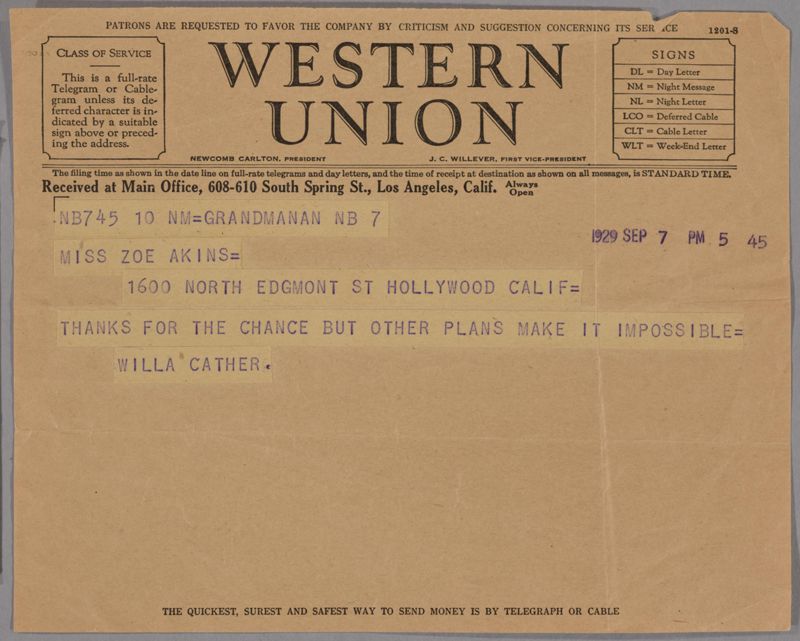 PATRONS ARE REQUESTED TO FAVOR THE COMPANY BY CRITICISM AND SUGGESTION CONCERNING ITS SER ICE
1201-S
CLASS OF SERVICE
This is a full-rate
Telegram or Cable-
gram unless its de-
ferred character is in-
dicated by a suitable
sign above or preced-
ing the address.
WESTERN
UNION
NEWCOMB CARLTON, PRESIDENT
J. C. WILLEVER, FIRST VICE-PRESIDENT
SIGNS
DL = Day Letter
NM = Night Message
NL = Night Letter
LCO = Deferred Cable
CLT = Cable Letter
WLT = Week-End Letter
The filing time as shown in the date line on full-rate telegrams and day letters, and the time of receipt at destination as shown on all messages, is STANDARD TIME.
Received at Main Office, 608-610 South Spring St., Los Angeles, Calif. Always Open
NB745 10 NM=GRANDMANAN NB 7
1929 SEP 7 PM 5 45
MISS ZOE AKINS=
1600 NORTH EDGMONT ST HOLLYWOOD CALIF=
THANKS FOR THE CHANCE BUT OTHER PLANS MAKE IT IMPOSSIBLE=
WILLA CATHER.
THE QUICKEST, SUREST AND SAFEST WAY TO SEND MONEY IS BY TELEGRAPH OR CABLE